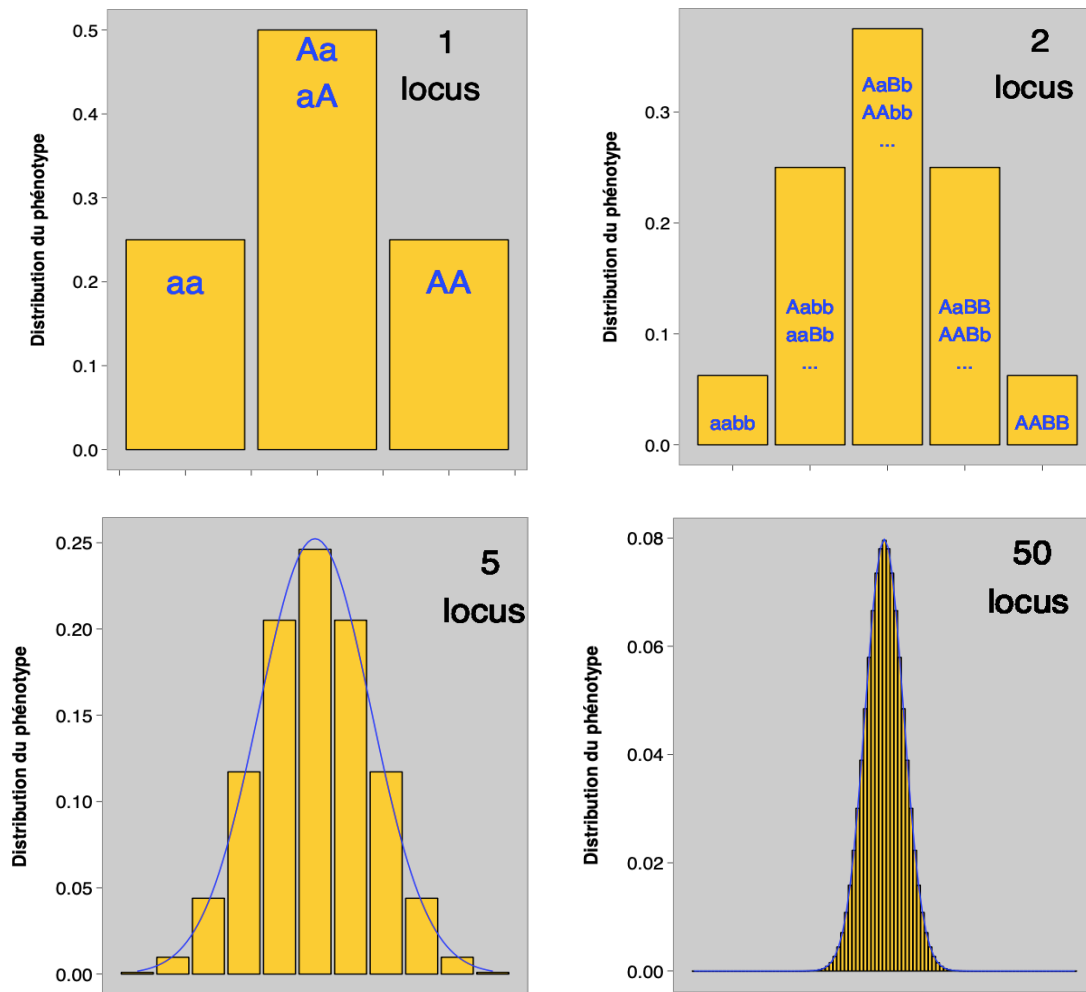 Distribution du phénotype
0.5
0.4
0.3
0.2
0.1
0.0
1
locus
Aa
aA
aa
AA
Distribution du phénotype
0.3
0.2
0.1
0.0
2
locus
AaBb
AAbb
...
Aabb
aaBb
...
AaBB
AABb
...
aabb
AABB
Distribution du phénotype
0.25
0.20
0.15
0.10
0.05
0.00
5
locus
Distribution du phénotype
0.08
0.06
0.04
0.02
0.00
50
locus